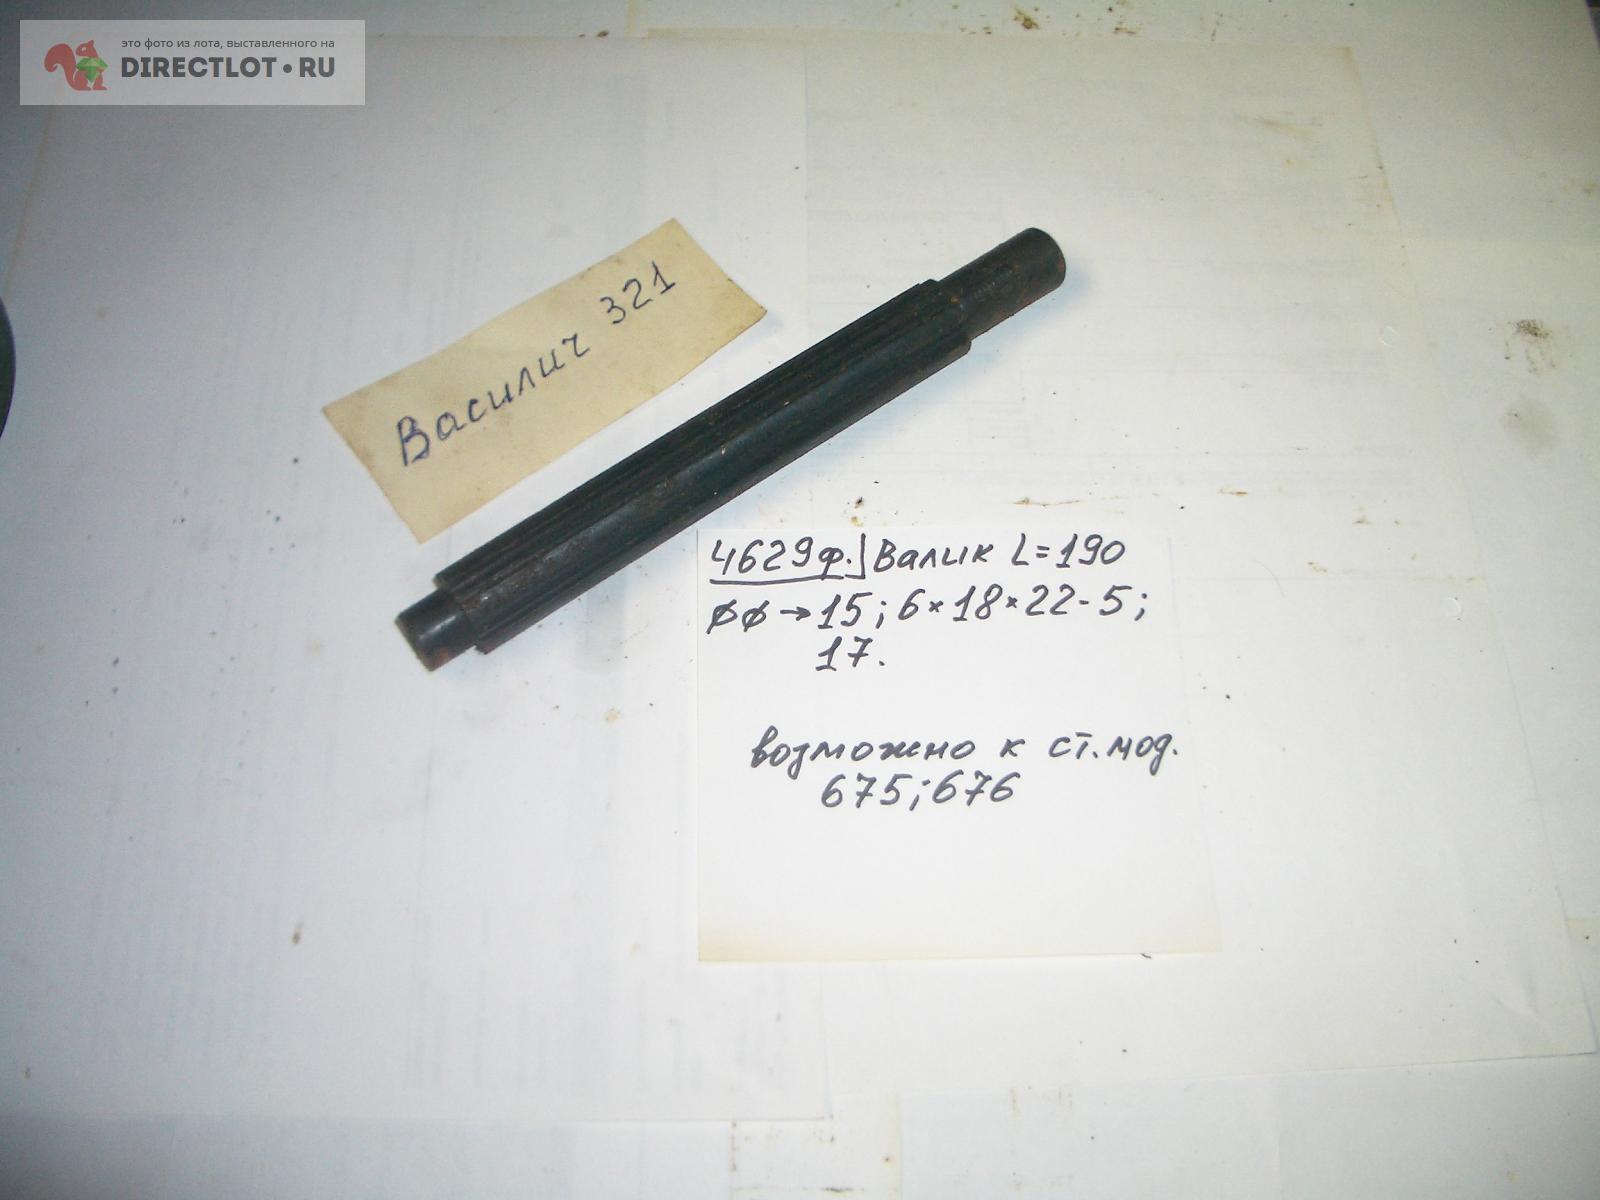 это фото из лота, выставленного на
DIRECTLOT•RU
Василич 321
4629ф. Валик L=190
øø→15; 6×18×22-5;
17.
возможно к ст.мод.
675; 676